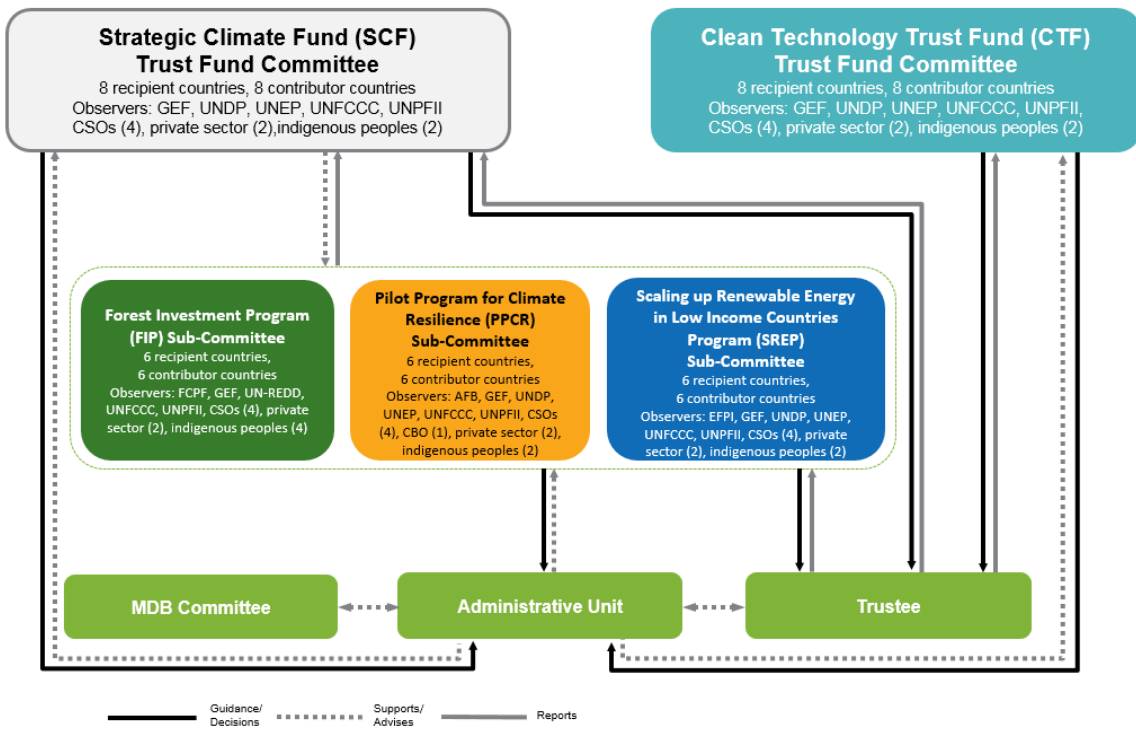 Strategic Climate Fund (SCF)
Trust Fund Committee
8 recipient countries, 8 contributor countries
Observers: GEF, UNDP, UNEP, UNFCCC, UNPFII
CSOs (4), private sector (2),indigenous peoples (2)
Clean Technology Trust Fund (CTF)
Trust Fund Committee
8 recipient countries, 8 contributor countries
Observers: GEF, UNDP, UNEP, UNFCCC, UNPFII,
CSOs (4), private sector (2), indigenous peoples (2)
Forest Investment Program
(FIP) Sub-Committee
6 recipient countries,
6 contributor countries
Observers: FCPF, GEF, UN-REDD,
UNFCCC, UNPFII, CSOs (4), private
sector (2), indigenous peoples (4)
Pilot Program for Climate
Resilience (PPCR)
Sub-Committee
6 recipient countries,
6 contributor countries
Observers: AFB, GEF, UNDP,
UNEP, UNFCCC, UNPFII, CSOs
(4), CBO (1), private sector (2),
indigenous peoples (2)
Scaling up Renewable Energy
in Low Income Countries
Program (SREP)
Sub-Committee
6 recipient countries,
6 contributor countries
Observers: EFPI, GEF, UNDP, UNEP,
UNFCCC, UNPFII, CSOs (4), private
sector (2), indigenous peoples (2)
MDB Committee
Administrative Unit
Trustee
Guidance/
Decisions
Supports/
Advises
Reports